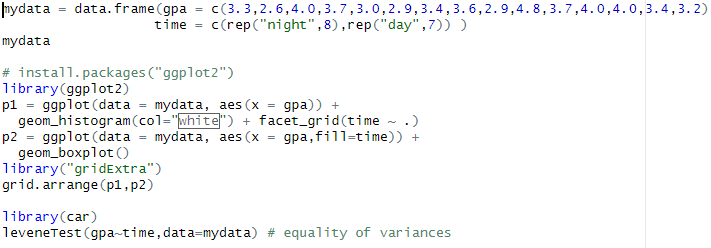 mydata = data.frame(gpa = c(3.3,2.6,4.0,3.7,3.0,2.9,3.4,3.6,2.9,4.8,3.7,4.0,4.0,3.4,3.2)
time = c(rep("night",8),rep("day",7)) )
mydata
# install.packages("ggplot2")
library(ggplot2)
p1 = ggplot(data = mydata, aes(x = gpa)) +
geom_histogram(col="white") + facet_grid(time ~ .)
p2 = ggplot(data = mydata, aes(x = gpa,fill=time)) +
geom_boxplot()
library("gridExtra")
grid.arrange(p1,p2)
library(car)
leveneTest(gpa~time,data=mydata) # equality of variances